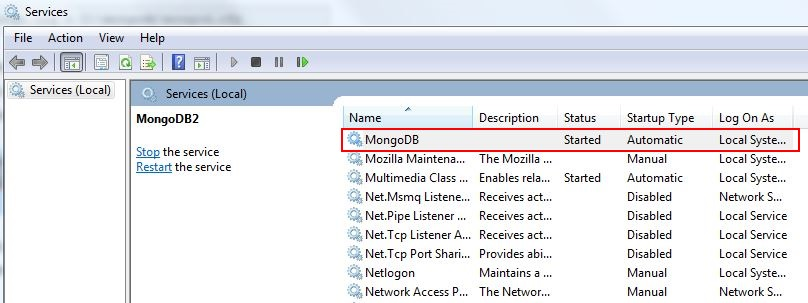 Services
File Action View Help
Services (Local)
Services (Local)
MongoDB2
Stop the service
Restart the service
Name Description Status Startup Type Log On As
MongoDB Started Automatic Local Syste...
Mozilla Maintena... The Mozilla ... Manual Local Syste...
Multimedia Class ... Enables rela... Started Automatic Local Syste...
Net.Msmq Listene... Receives act... Disabled Network S...
Net.Pipe Listener ... Receives act... Disabled Local Service
Net.Tcp Listener A... Receives act... Disabled Local Service
Net.Tcp Port Shari... Provides abi... Disabled Local Service
Netlogon Maintains a ... Manual Local Syste...
Network Access P... The Networ... Manual Network S...